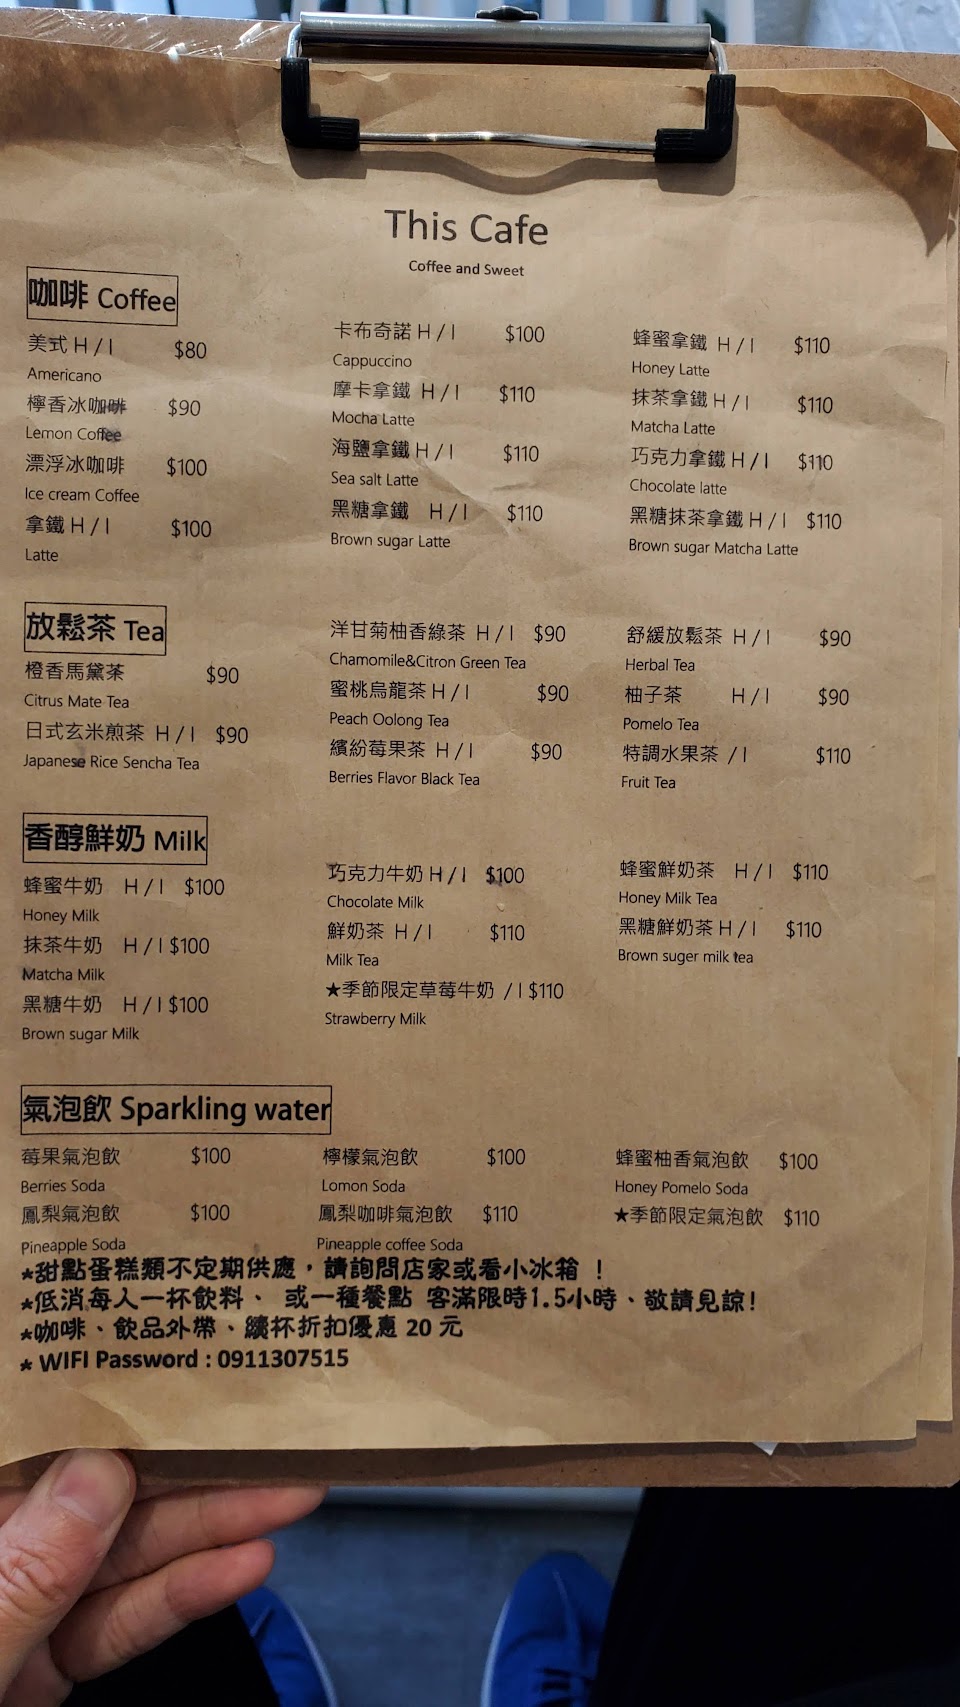 This Cafe
Coffee and Sweet
咖啡 Coffee
美式 H / I $80
Americano
檸香冰咖啡 $90
Lemon Coffee
漂浮冰咖啡 $100
Ice cream Coffee
拿鐵 H / I $100
Latte
卡布奇諾 H / I $100
Cappuccino
摩卡拿鐵 H / I $110
Mocha Latte
海鹽拿鐵 H / I $110
Sea salt Latte
黑糖拿鐵 H / I $110
Brown sugar Latte
蜂蜜拿鐵 H / I $110
Honey Latte
抹茶拿鐵 H / I $110
Matcha Latte
巧克力拿鐵 H / I $110
Chocolate latte
黑糖抹茶拿鐵 H / I $110
Brown sugar Matcha Latte
放鬆茶 Tea
橙香馬黛茶 $90
Citrus Mate Tea
日式玄米煎茶 H / I $90
Japanese Rice Sencha Tea
洋甘菊柚香綠茶 H / I $90
Chamomile&Citron Green Tea
蜜桃烏龍茶 H / I $90
Peach Oolong Tea
繽紛莓果茶 H / I $90
Berries Flavor Black Tea
舒緩放鬆茶 H / I $90
Herbal Tea
柚子茶 H / I $90
Pomelo Tea
特調水果茶 / I $110
Fruit Tea
香醇鮮奶 Milk
蜂蜜牛奶 H / I $100
Honey Milk
抹茶牛奶 H / I $100
Matcha Milk
黑糖牛奶 H / I $100
Brown sugar Milk
巧克力牛奶 H / I $100
Chocolate Milk
鮮奶茶 H / I $110
Milk Tea
★季節限定草莓牛奶 / I $110
Strawberry Milk
蜂蜜鮮奶茶 H / I $110
Honey Milk Tea
黑糖鮮奶茶 H / I $110
Brown suger milk tea
氣泡飲 Sparkling water
莓果氣泡飲 $100
Berries Soda
鳳梨氣泡飲 $100
Pineapple Soda
檸檬氣泡飲 $100
Lomon Soda
鳳梨咖啡氣泡飲 $110
Pineapple coffee Soda
蜂蜜柚香氣泡飲 $100
Honey Pomelo Soda
★季節限定氣泡飲 $110
*甜點蛋糕類不定期供應，請詢問店家或看小冰箱 !
*低消每人一杯飲料、 或一種餐點 客滿限時1.5小時、敬請見諒!
*咖啡、飲品外帶、續杯折扣優惠 20 元
* WIFI Password : 0911307515